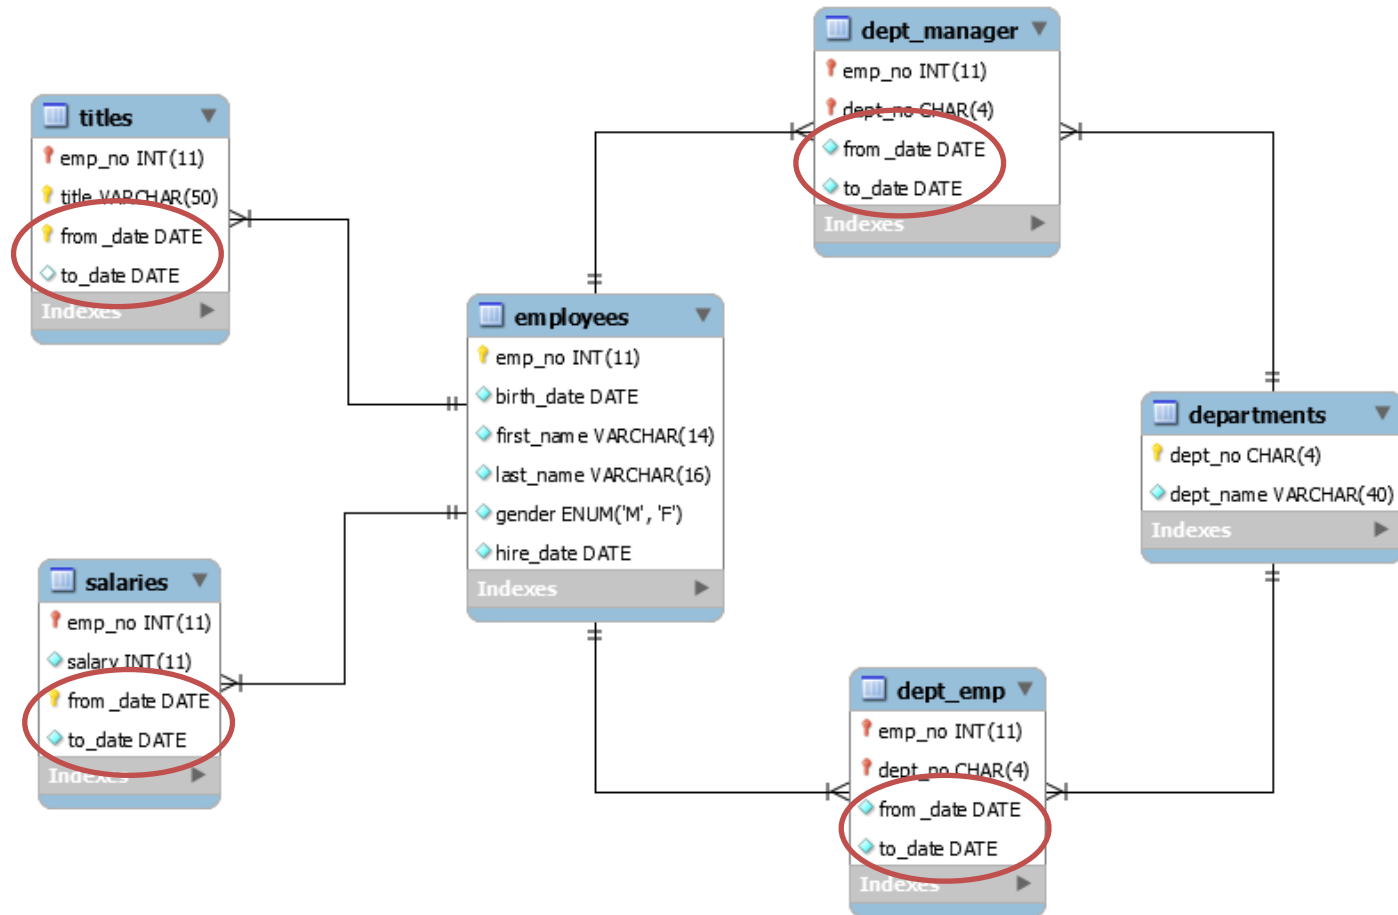 dept_manager
emp_no INT(11)
dept_no CHAR(4)
from_date DATE
to_date DATE
Indexes
titles
emp_no INT(11)
title VARCHAR(50)
from_date DATE
to_date DATE
Indexes
employees
emp_no INT(11)
birth_date DATE
first_name VARCHAR(14)
last_name VARCHAR(16)
gender ENUM('M', 'F')
hire_date DATE
Indexes
departments
dept_no CHAR(4)
dept_name VARCHAR(40)
Indexes
salaries
emp_no INT(11)
salary INT(11)
from_date DATE
to_date DATE
Indexes
dept_emp
emp_no INT(11)
dept_no CHAR(4)
from_date DATE
to_date DATE
Indexes